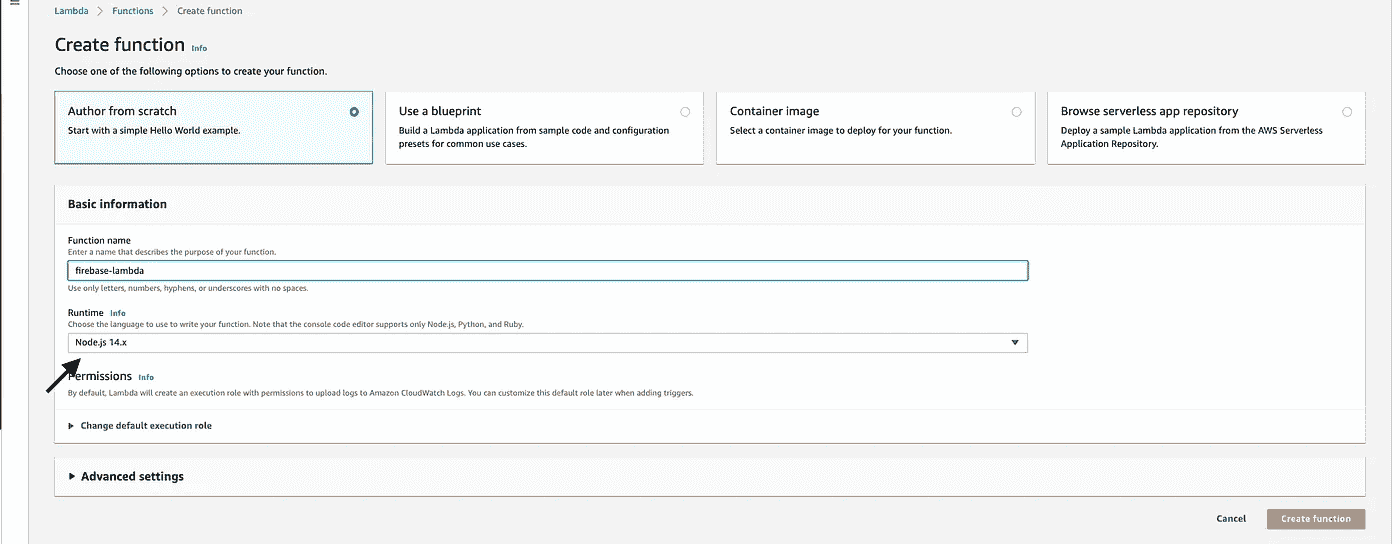 Lambda > Functions > Create function
Create function Info
Choose one of the following options to create your function.
Author from scratch
Start with a simple Hello World example.
Use a blueprint
Build a Lambda application from sample code and configuration
presets for common use cases.
Container image
Select a container image to deploy for your function.
Browse serverless app repository
Deploy a sample Lambda application from the AWS Serverless
Application Repository.
Basic information
Function name
Enter a name that describes the purpose of your function.
firebase-lambda
Use only letters, numbers, hyphens, or underscores with no spaces.
Runtime Info
Choose the language to use to write your function. Note that the console code editor supports only Node.js, Python, and Ruby.
Node.js 14.x
Permissions Info
By default, Lambda will create an execution role with permissions to upload logs to Amazon CloudWatch Logs. You can customize this default role later when adding triggers.
Change default execution role
Advanced settings
Cancel
Create function